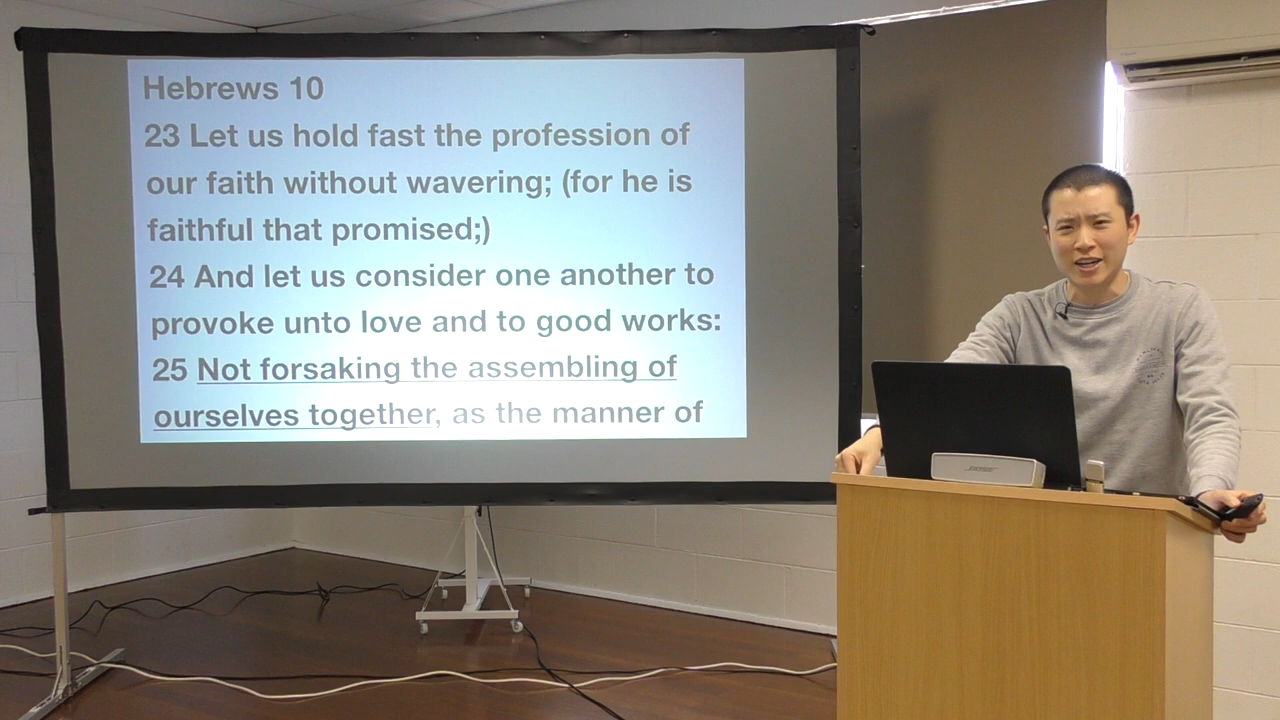 Hebrews 10
23 Let us hold fast the profession of
our faith without wavering; (for he is
faithful that promised;)
24 And let us consider one another to
provoke unto love and to good works:
25 Not forsaking the assembling of
ourselves together, as the manner of